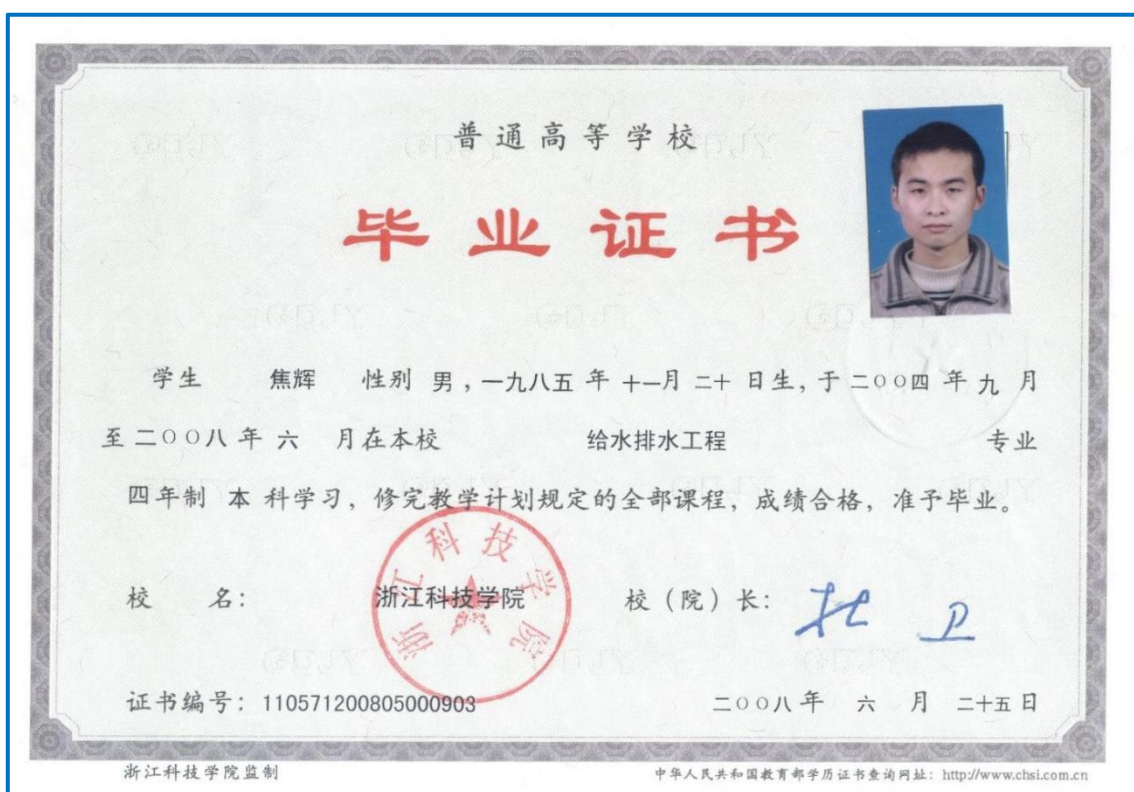 普通高等学校
毕业证书
学生 焦辉 性别 男，一九八五 年 十一月 二十 日生，于 二〇〇四 年 九 月
至 二〇〇八 年 六 月在本校 给水排水工程 专业
四年制 本 科学习，修完教学计划规定的全部课程，成绩合格，准予毕业。
校 名： 浙江科技学院 校（院）长： 杜 卫
浙江科技学院
证书编号：110571200805000903 二〇〇八 年 六 月 二十五 日
浙江科技学院监制 中华人民共和国教育部学历证书查询网址：http://www.chsi.com.cn